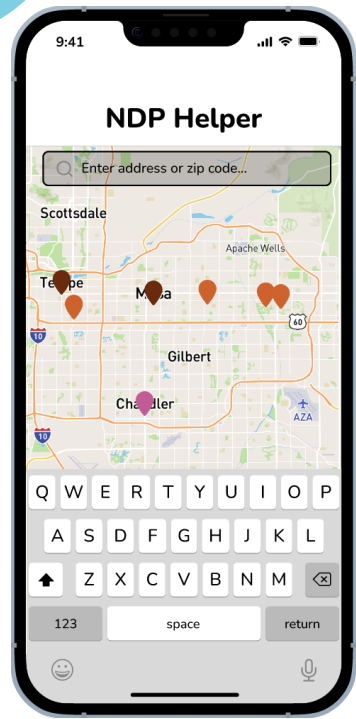 9:41
NDP Helper
Enter address or zip code...
Scottsdale
Apache Wells
Tempe
Mesa
60
10
Gilbert
Chandler
AZA
10
Q W E R T Y U I O P
A S D F G H J K L
Z X C V B N M
123 space return